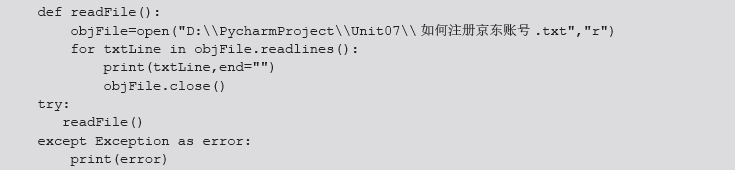 def readFile():
    objFile=open("D:\\PycharmProject\\Unit07\\如何注册京东账号.txt","r")
    for txtLine in objFile.readlines():
        print(txtLine,end="")
        objFile.close()
try:
   readFile()
except Exception as error:
    print(error)